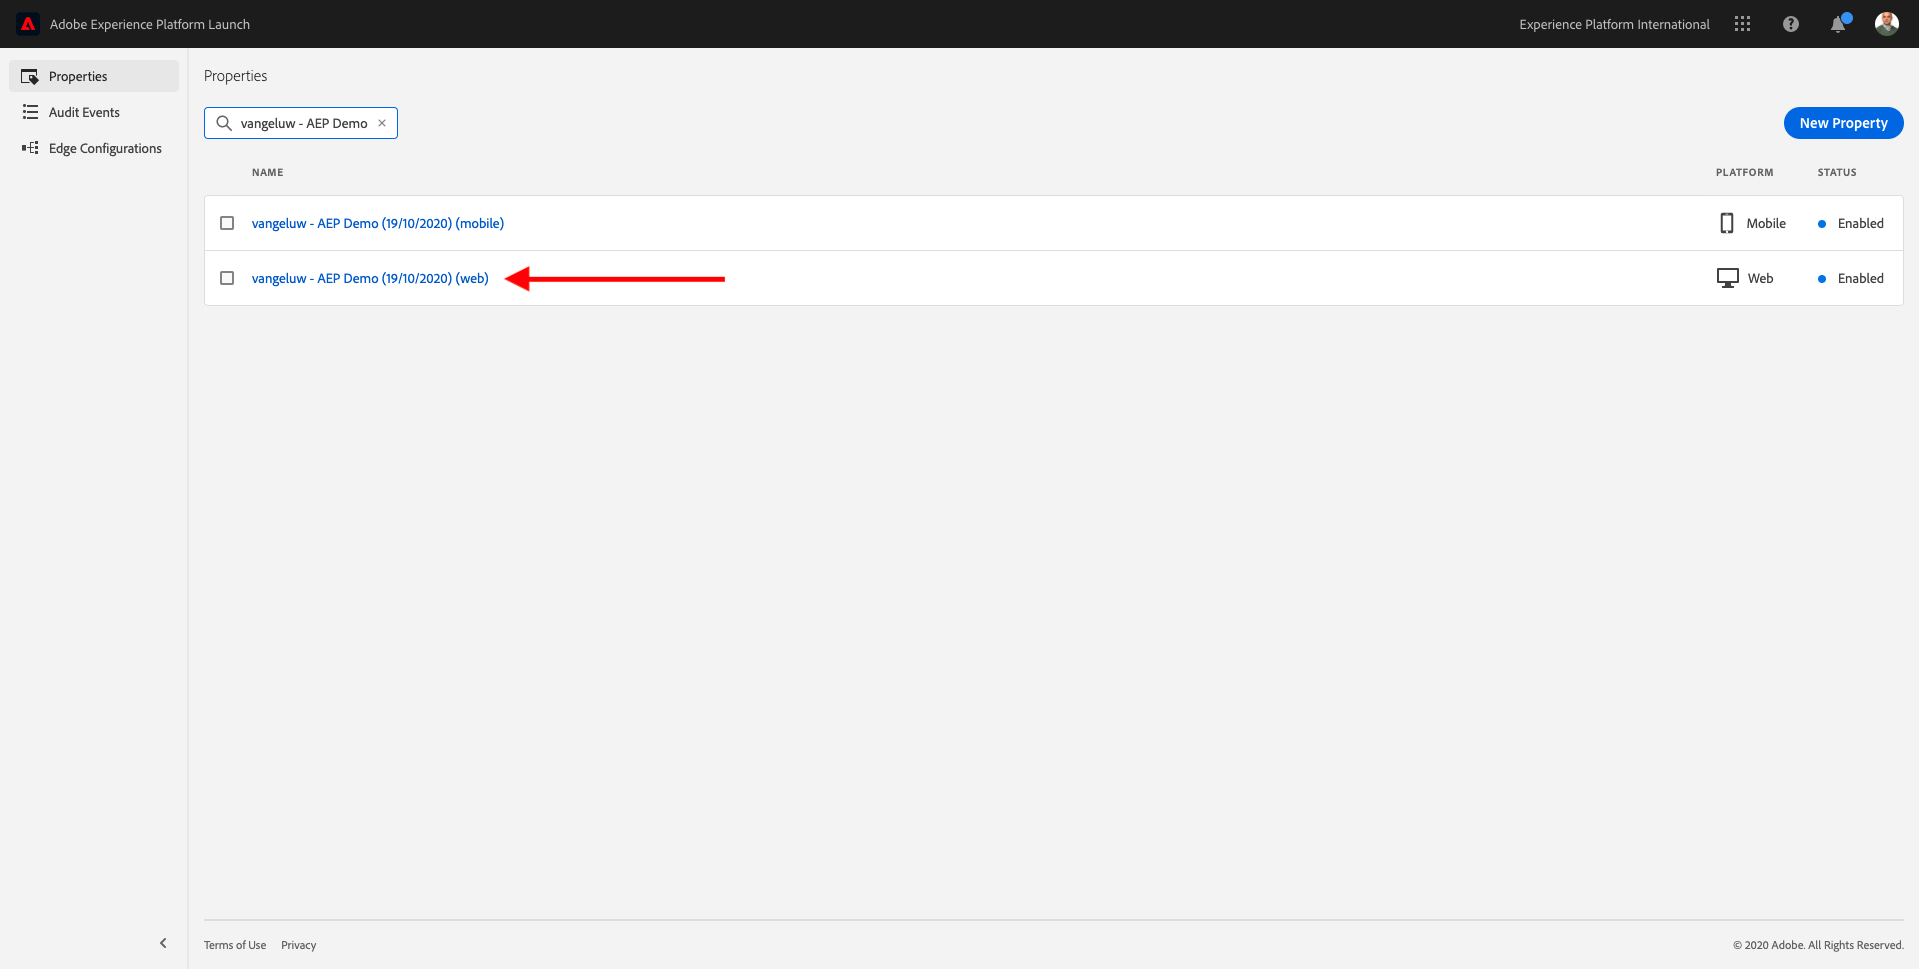 Adobe Experience Platform Launch
Experience Platform International
Properties
Audit Events
Edge Configurations
Properties
vangeluw - AEP Demo
New Property
NAME
PLATFORM
STATUS
vangeluw - AEP Demo (19/10/2020) (mobile)
Mobile
Enabled
vangeluw - AEP Demo (19/10/2020) (web)
Web
Enabled
Terms of Use
Privacy
© 2020 Adobe. All Rights Reserved.